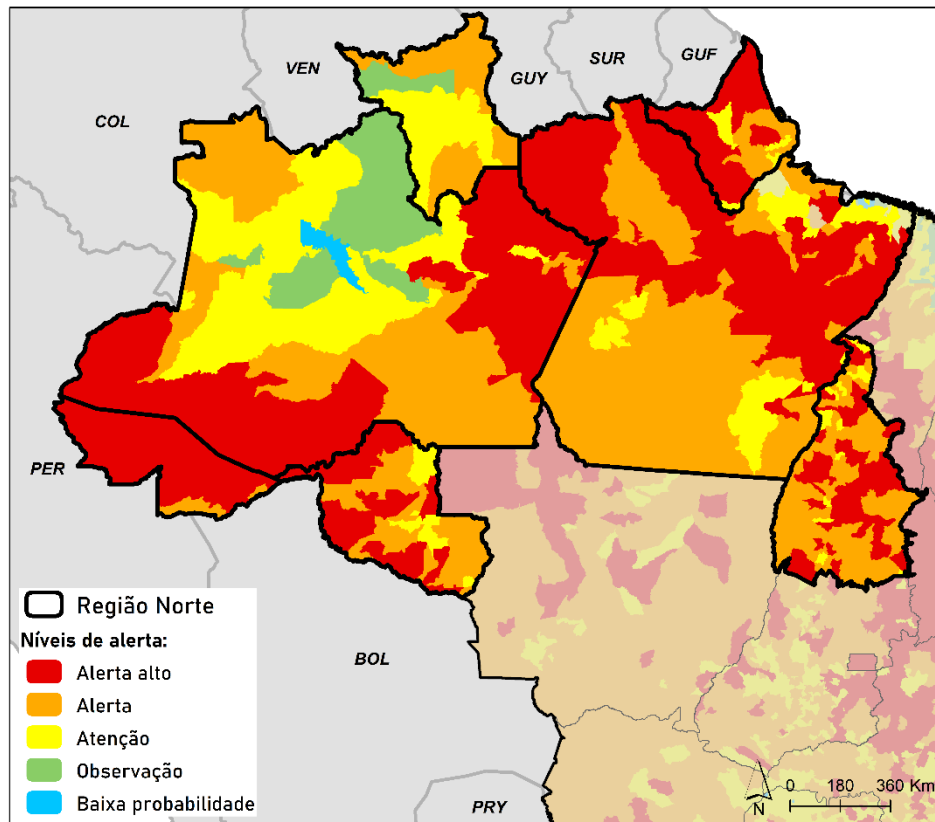 VEN
GUY
SUR
GUF
COL
PER
BOL
PRY
Região Norte
Níveis de alerta:
Alerta alto
Alerta
Atenção
Observação
Baixa probabilidade
N
0 180 360 Km